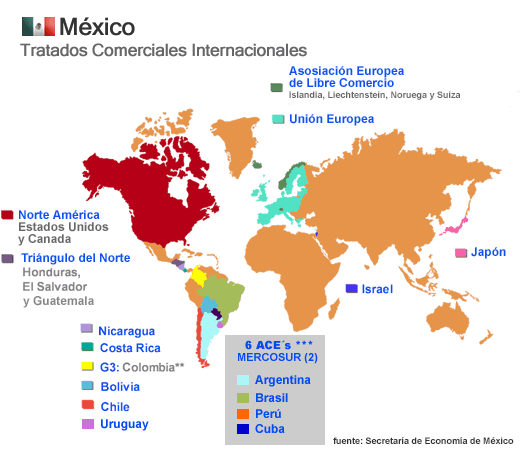 México
Tratados Comerciales Internacionales
Asosiación Europea
de Libre Comercio
Islandia, Liechtenstein, Noruega y Suiza
Unión Europea
Norte América
Estados Unidos
y Canada
Triángulo del Norte
Honduras,
El Salvador
y Guatemala
Japón
Israel
Nicaragua
Costa Rica
G3: Colombia**
Bolivia
Chile
Uruguay
6 ACE´s ***
MERCOSUR (2)
Argentina
Brasil
Perú
Cuba
fuente: Secretaría de Economía de México